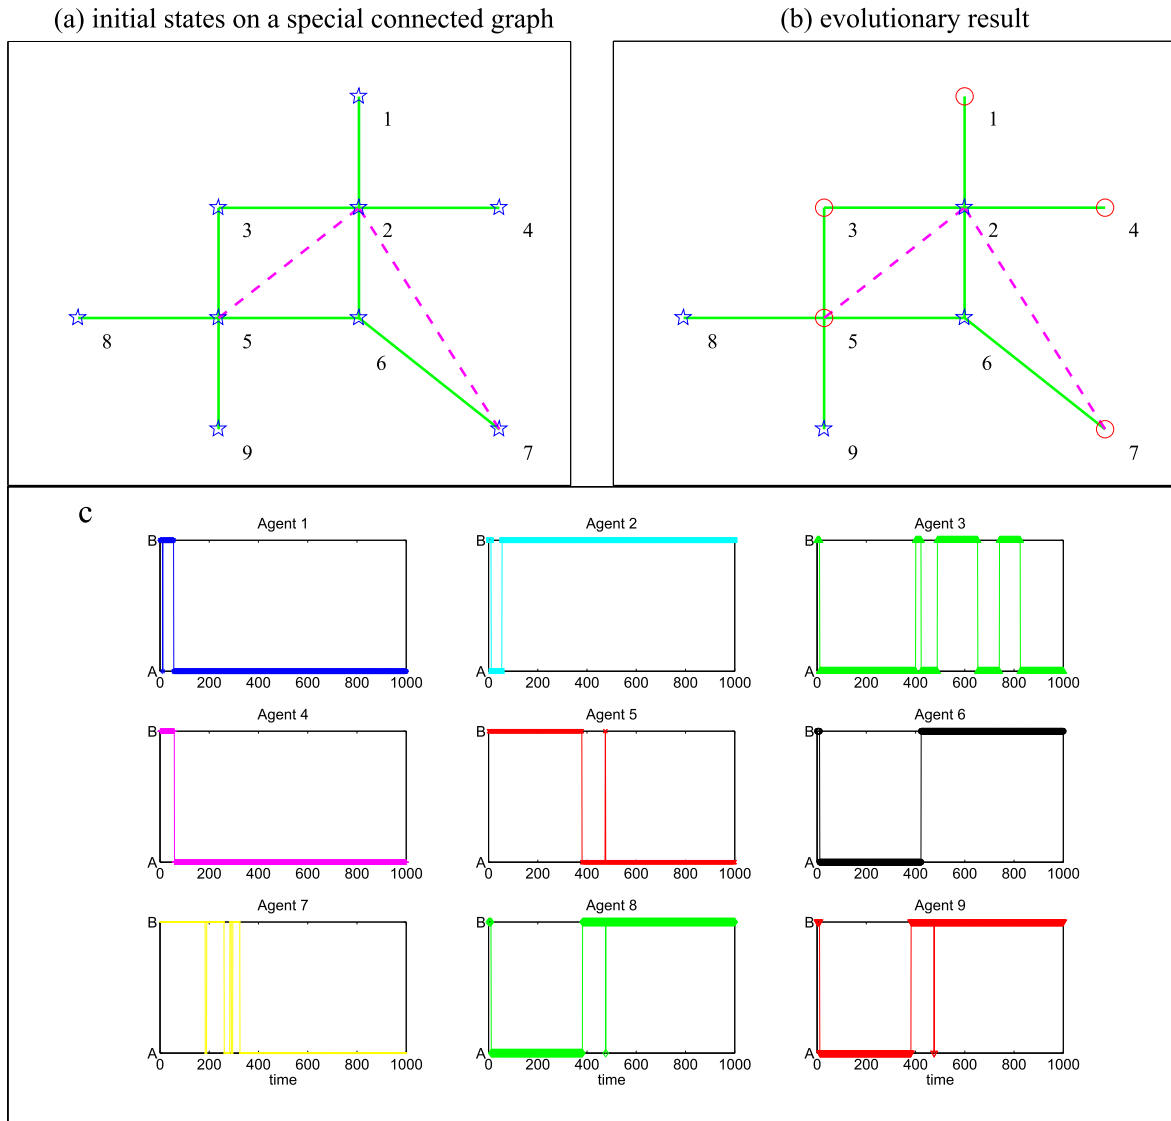 (a) initial states on a special connected graph
(b) evolutionary result
1
3
2
4
8
5
6
9
7
1
3
2
4
8
5
6
9
7
c
Agent 1
B
A
0 200 400 600 800 1000
Agent 2
B
A
0 200 400 600 800 1000
Agent 3
B
A
0 200 400 600 800 1000
Agent 4
B
A
0 200 400 600 800 1000
Agent 5
B
A
0 200 400 600 800 1000
Agent 6
B
A
0 200 400 600 800 1000
Agent 7
B
A
0 200 400 600 800 1000
time
Agent 8
B
A
0 200 400 600 800 1000
time
Agent 9
B
A
0 200 400 600 800 1000
time